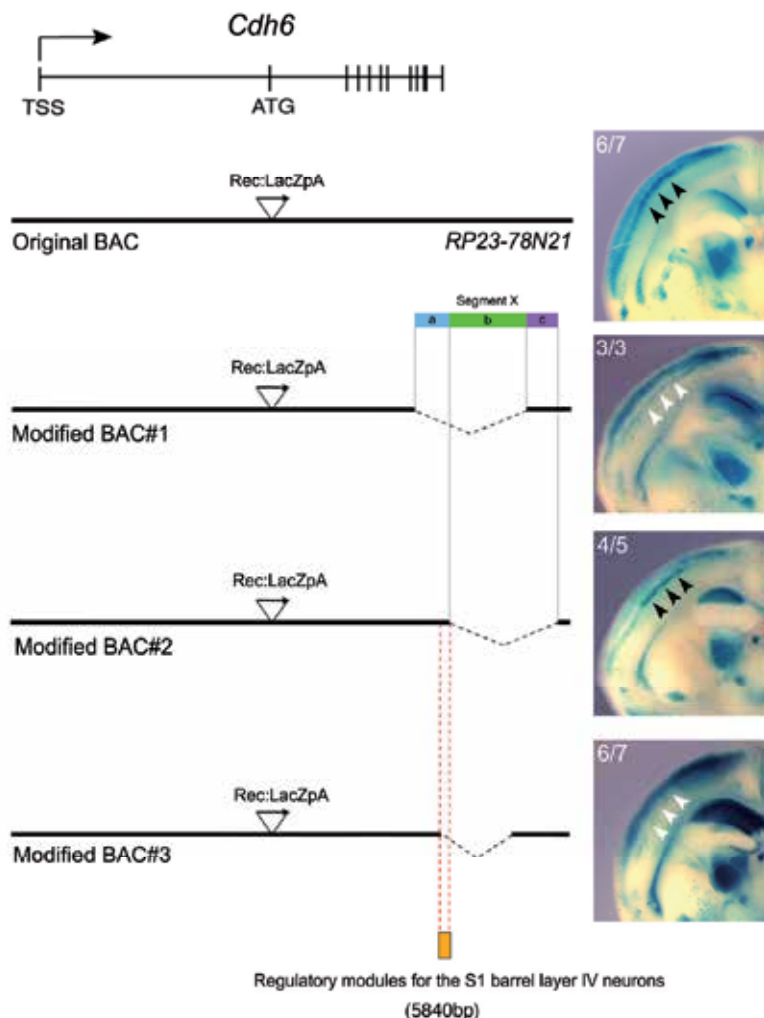 Cdh6
TSS
ATG
6/7
Rec:LacZpA
Original BAC
RP23-78N21
Segment X
a b c
3/3
Rec:LacZpA
Modified BAC#1
4/5
Rec:LacZpA
Modified BAC#2
6/7
Rec:LacZpA
Modified BAC#3
Regulatory modules for the S1 barrel layer IV neurons
(5840bp)